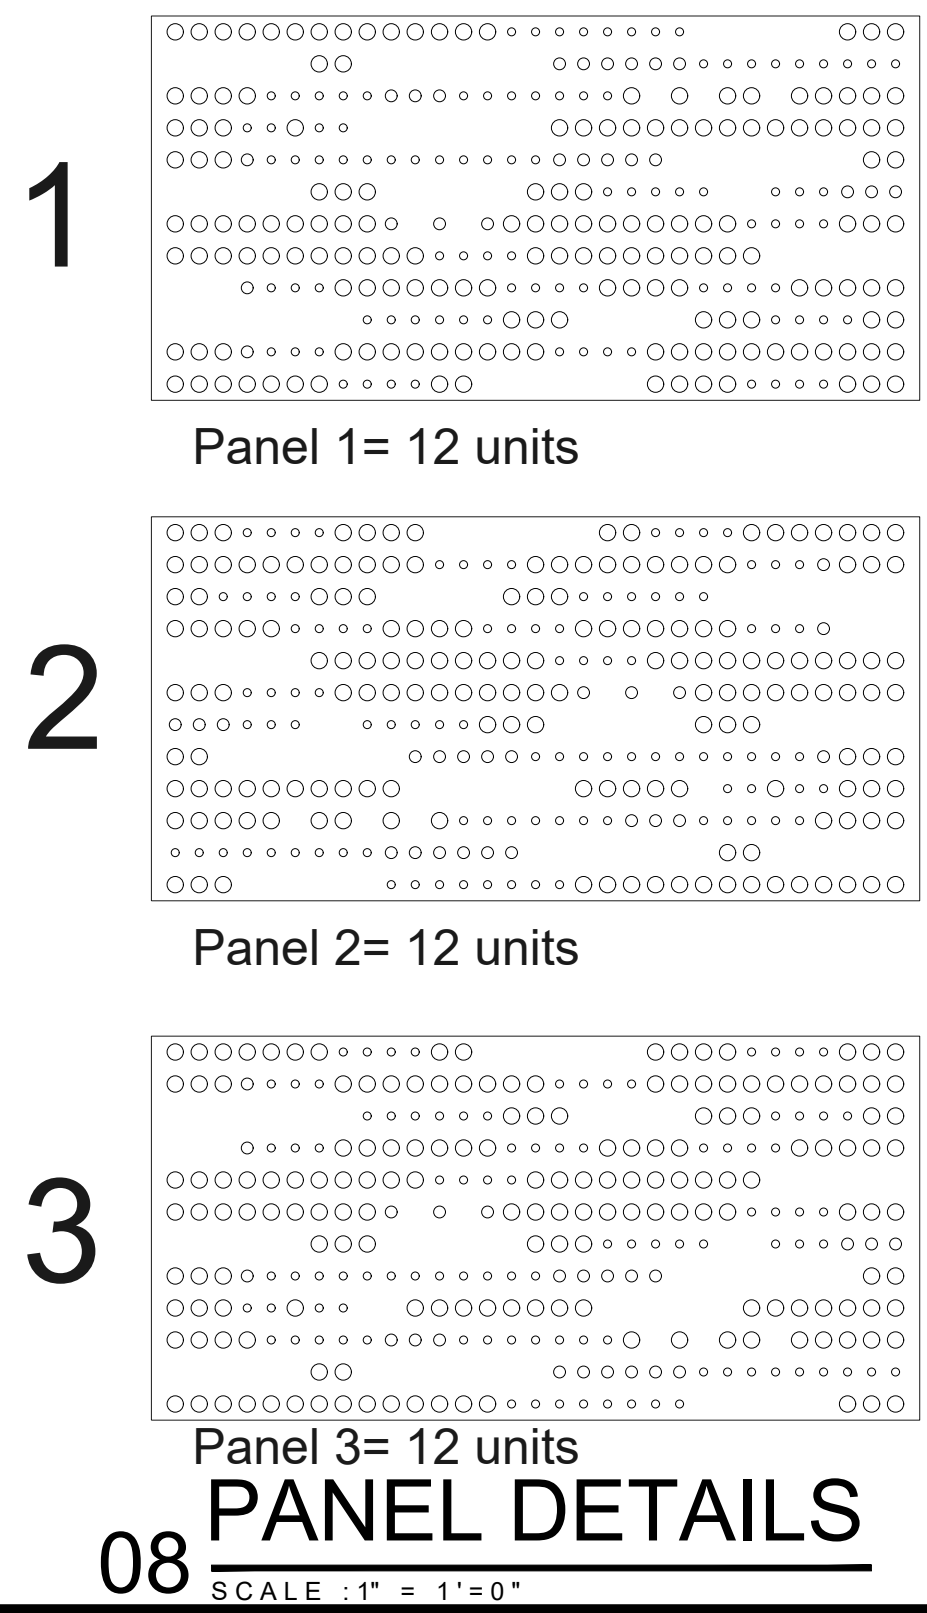 1
Panel 1= 12 units
2
Panel 2= 12 units
3
Panel 3= 12 units
08 PANEL DETAILS
SCALE :1" = 1'=0"